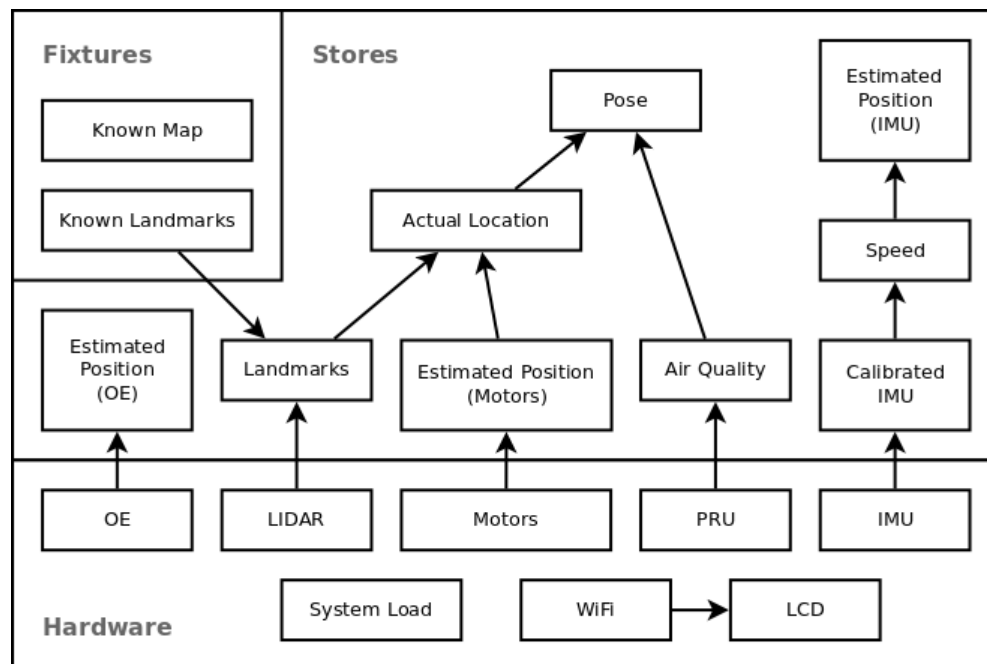 Fixtures
Stores
Known Map
Known Landmarks
Pose
Estimated
Position
(IMU)
Actual Location
Speed
Estimated
Position
(OE)
Landmarks
Estimated Position
(Motors)
Air Quality
Calibrated
IMU
OE
LIDAR
Motors
PRU
IMU
System Load
WiFi
LCD
Hardware